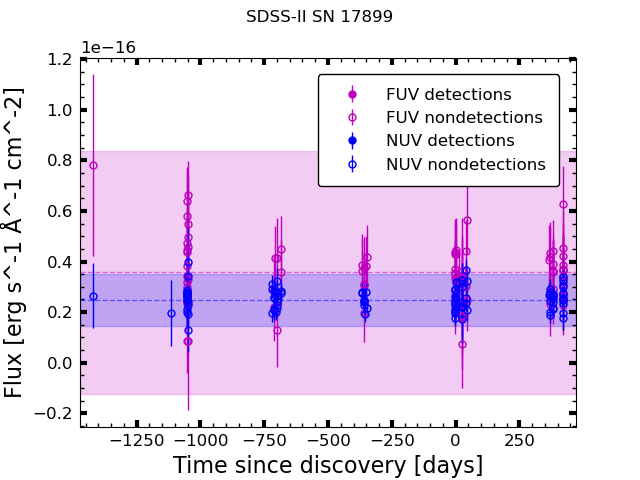 SDSS-II SN 17899
1e−16
1.2
1.0
0.8
0.6
0.4
0.2
0.0
−0.2
Flux [erg s^-1 Å^-1 cm^-2]
FUV detections
FUV nondetections
NUV detections
NUV nondetections
−1250 −1000 −750 −500 −250 0 250
Time since discovery [days]